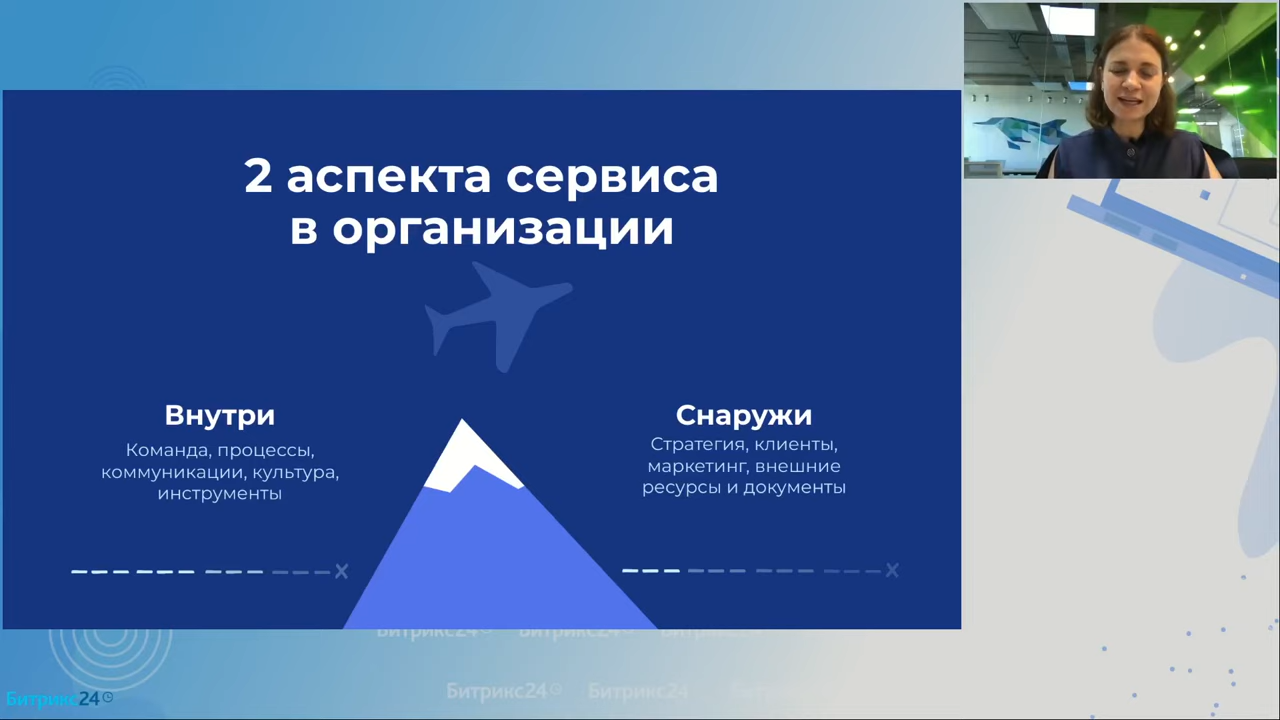 2 аспекта сервиса
в организации
Внутри
Команда, процессы,
коммуникации, культура,
инструменты
Снаружи
Стратегия, клиенты,
маркетинг, внешние
ресурсы и документы
Битрикс24 Битрикс24 Битрикс24
Битрикс24 Битрикс24
Битрикс24